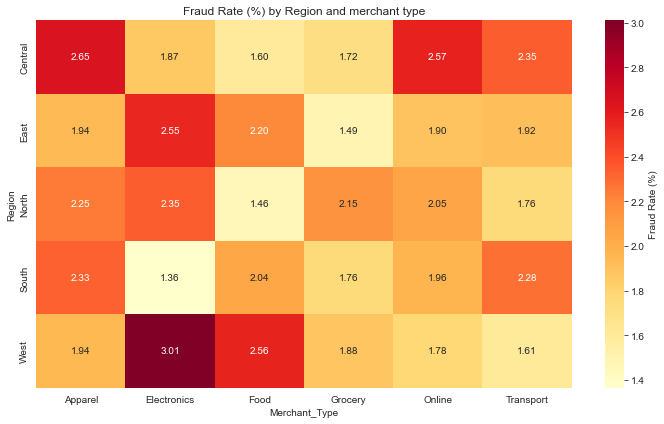 Fraud Rate (%) by Region and merchant type
Central 2.65 1.87 1.60 1.72 2.57 2.35
East 1.94 2.55 2.20 1.49 1.90 1.92
North 2.25 2.35 1.46 2.15 2.05 1.76
South 2.33 1.36 2.04 1.76 1.96 2.28
West 1.94 3.01 2.56 1.88 1.78 1.61
Region
Apparel Electronics Food Grocery Online Transport
Merchant_Type
3.0
2.8
2.6
2.4
2.2
2.0
1.8
1.6
1.4
Fraud Rate (%)